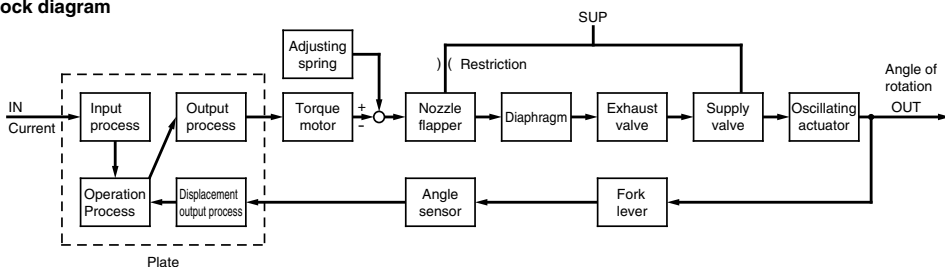 ock diagram
SUP
Adjusting
spring
) ( Restriction
Angle of
rotation
IN
Current
Input
process
Output
process
Torque
motor
+
-
Nozzle
flapper
Diaphragm
Exhaust
valve
Supply
valve
Oscillating
actuator
OUT
Operation
Process
Displacement
output process
Angle
sensor
Fork
lever
Plate